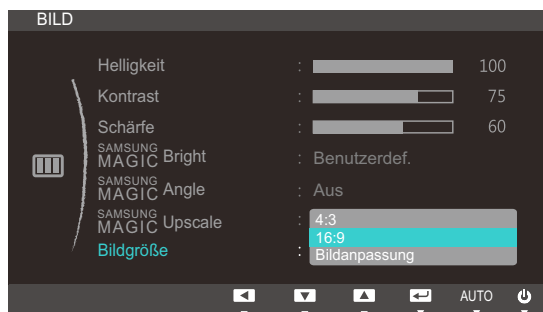 BILD
Helligkeit : 100
Kontrast : 75
Schärfe : 60
SAMSUNG MAGIC Bright : Benutzerdef.
SAMSUNG MAGIC Angle : Aus
SAMSUNG MAGIC Upscale : 4:3
16:9
Bildgröße : Bildanpassung
AUTO